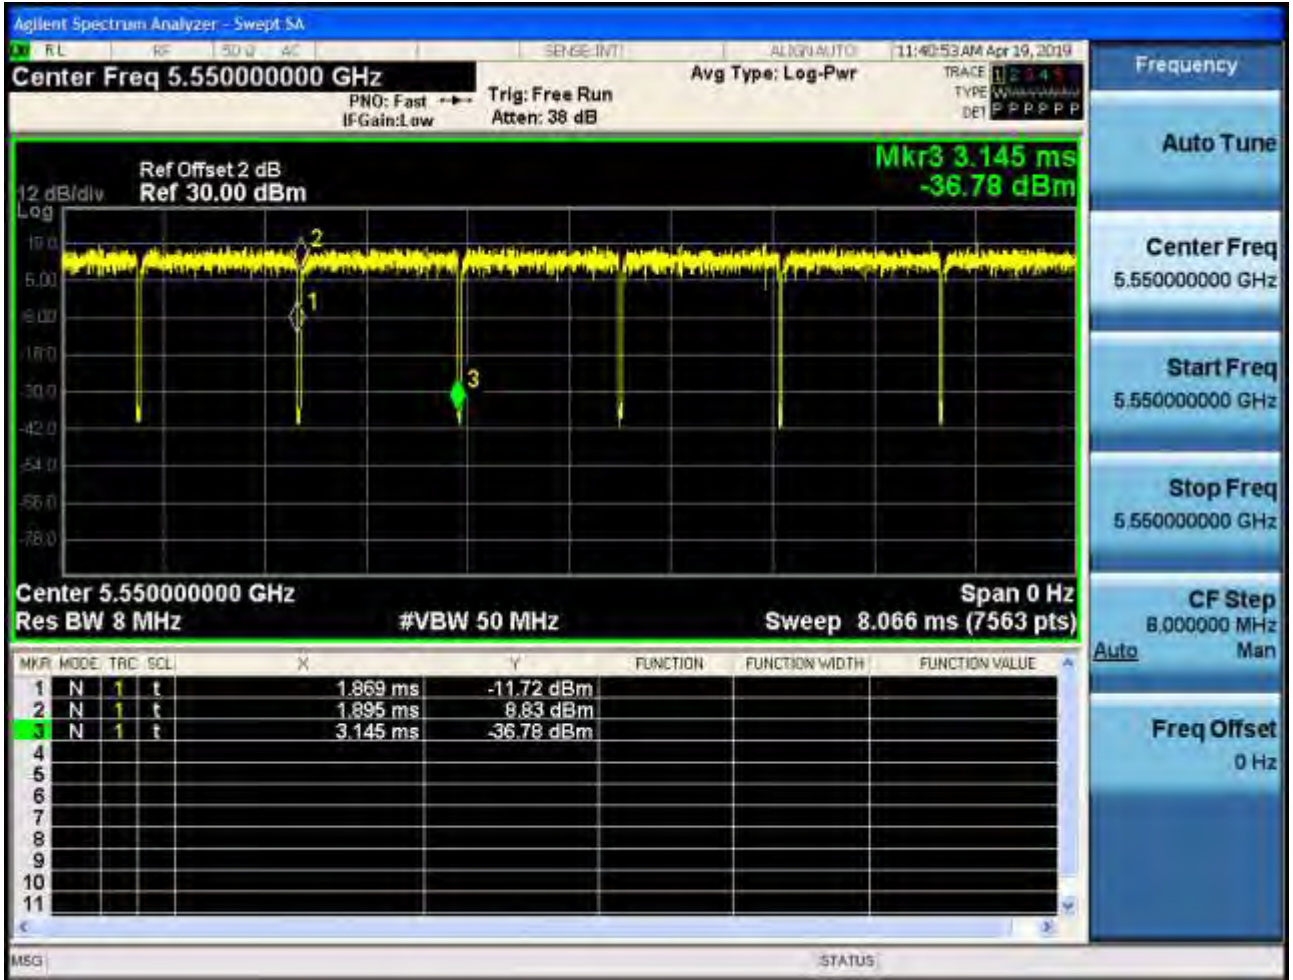 Agilent Spectrum Analyzer - Swept SA
RL RF 50 Ω AC SENSE:INT ALIGN AUTO 11:40:53 AM Apr 19, 2019
Center Freq 5.550000000 GHz
PNO: Fast
IFGain:Low
Trig: Free Run
Atten: 38 dB
Avg Type: Log-Pwr
TRACE 1 2 3 4 5
TYPE
DET P P P P P P
Mkr3 3.145 ms
-36.78 dBm
Ref Offset 2 dB
12 dB/div Ref 30.00 dBm
Log
2
1
3
18.0
6.00
-6.00
-18.0
-30.0
-42.0
-54.0
-66.0
-78.0
Center 5.550000000 GHz Span 0 Hz
Res BW 8 MHz #VBW 50 MHz Sweep 8.066 ms (7563 pts)
MKR MODE TRC SCL X Y FUNCTION FUNCTION WIDTH FUNCTION VALUE
1 N 1 t 1.869 ms -11.72 dBm
2 N 1 t 1.895 ms 8.83 dBm
3 N 1 t 3.145 ms -36.78 dBm
4
5
6
7
8
9
10
11
MSG STATUS
Frequency
Auto Tune
Center Freq
5.550000000 GHz
Start Freq
5.550000000 GHz
Stop Freq
5.550000000 GHz
CF Step
8.000000 MHz
Auto Man
Freq Offset
0 Hz